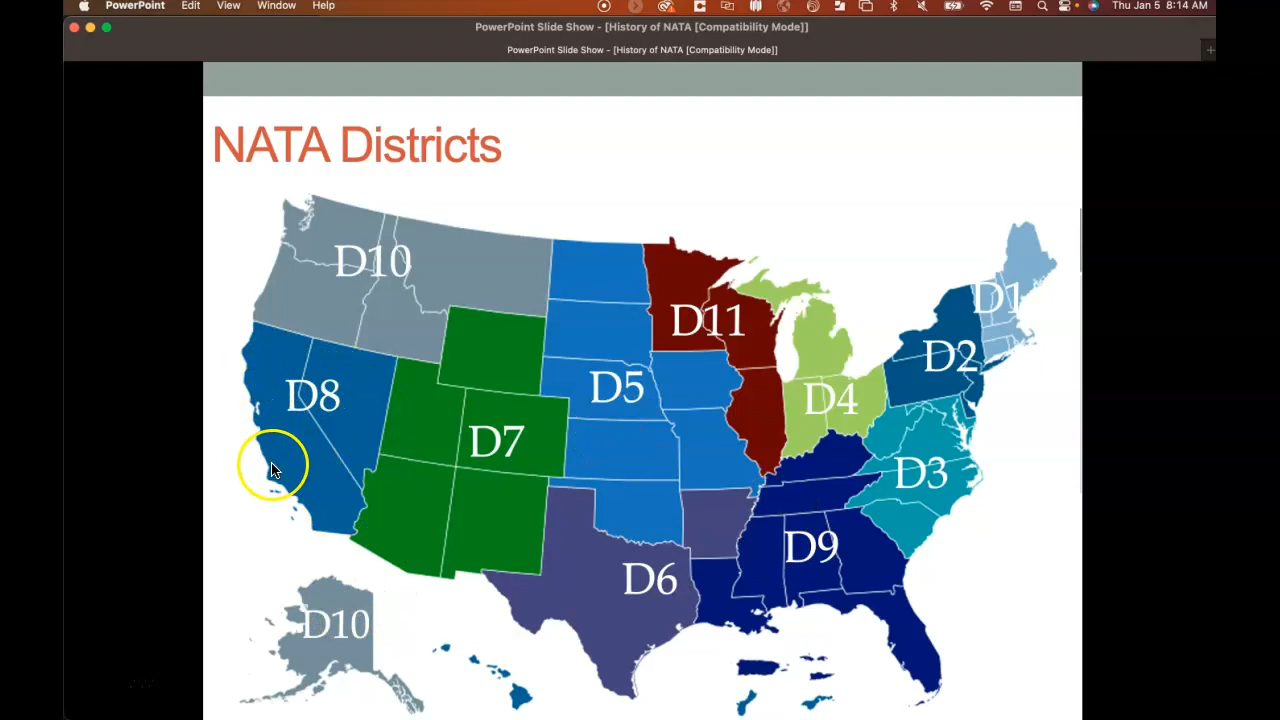 PowerPoint Edit View Window Help Thu Jan 5 8:14 AM
PowerPoint Slide Show - [History of NATA [Compatibility Mode]]
PowerPoint Slide Show - [History of NATA [Compatibility Mode]]
NATA Districts
D10
D1
D11
D2
D5
D8
D4
D7
D3
D9
D6
D10